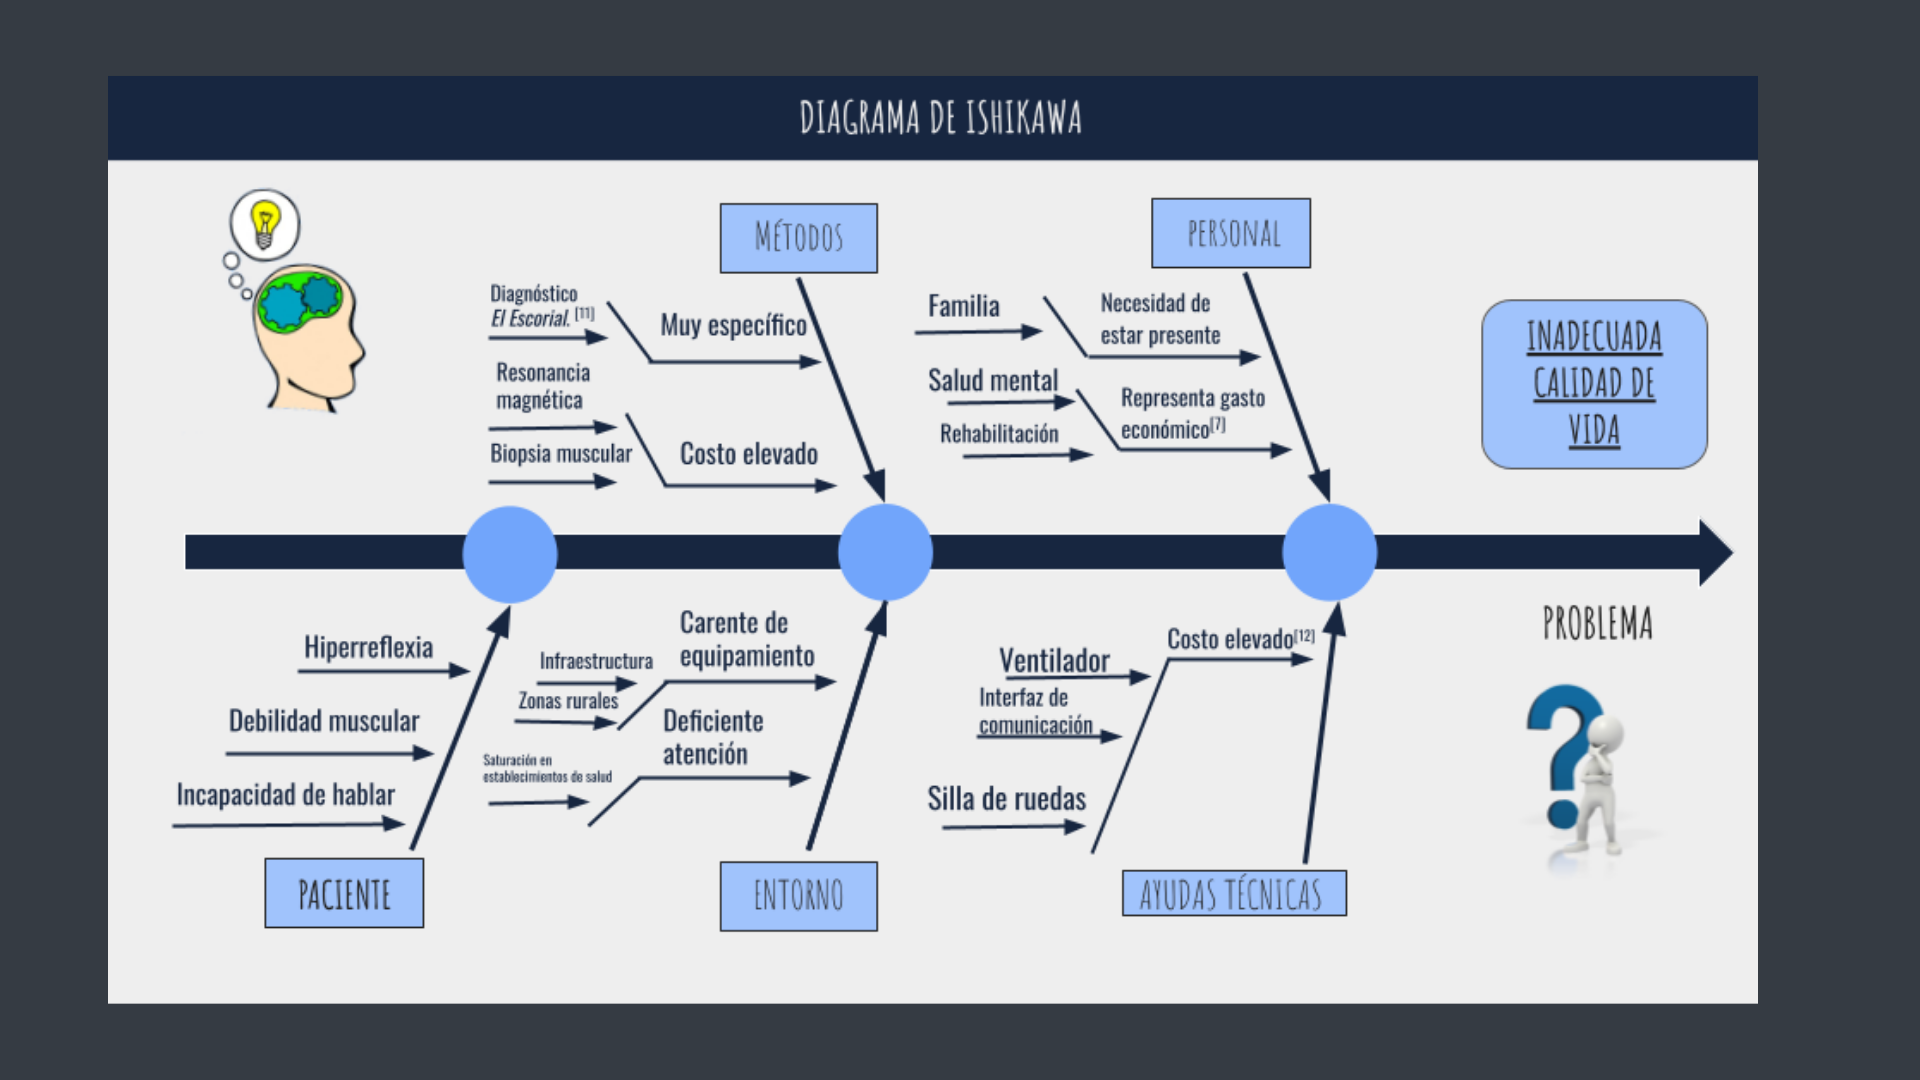 DIAGRAMA DE ISHIKAWA
MÉTODOS
Diagnóstico
El Escorial. [11]
Muy específico
Resonancia
magnética
Biopsia muscular
Costo elevado
PERSONAL
Familia
Necesidad de
estar presente
Salud mental
Rehabilitación
Representa gasto
económico[7]
INADECUADA
CALIDAD DE
VIDA
PROBLEMA
Hiperreflexia
Debilidad muscular
Incapacidad de hablar
PACIENTE
Infraestructura
Zonas rurales
Carente de
equipamiento
Saturación en
establecimientos de salud
Deficiente
atención
ENTORNO
Ventilador
Interfaz de
comunicación
Silla de ruedas
Costo elevado[12]
AYUDAS TÉCNICAS